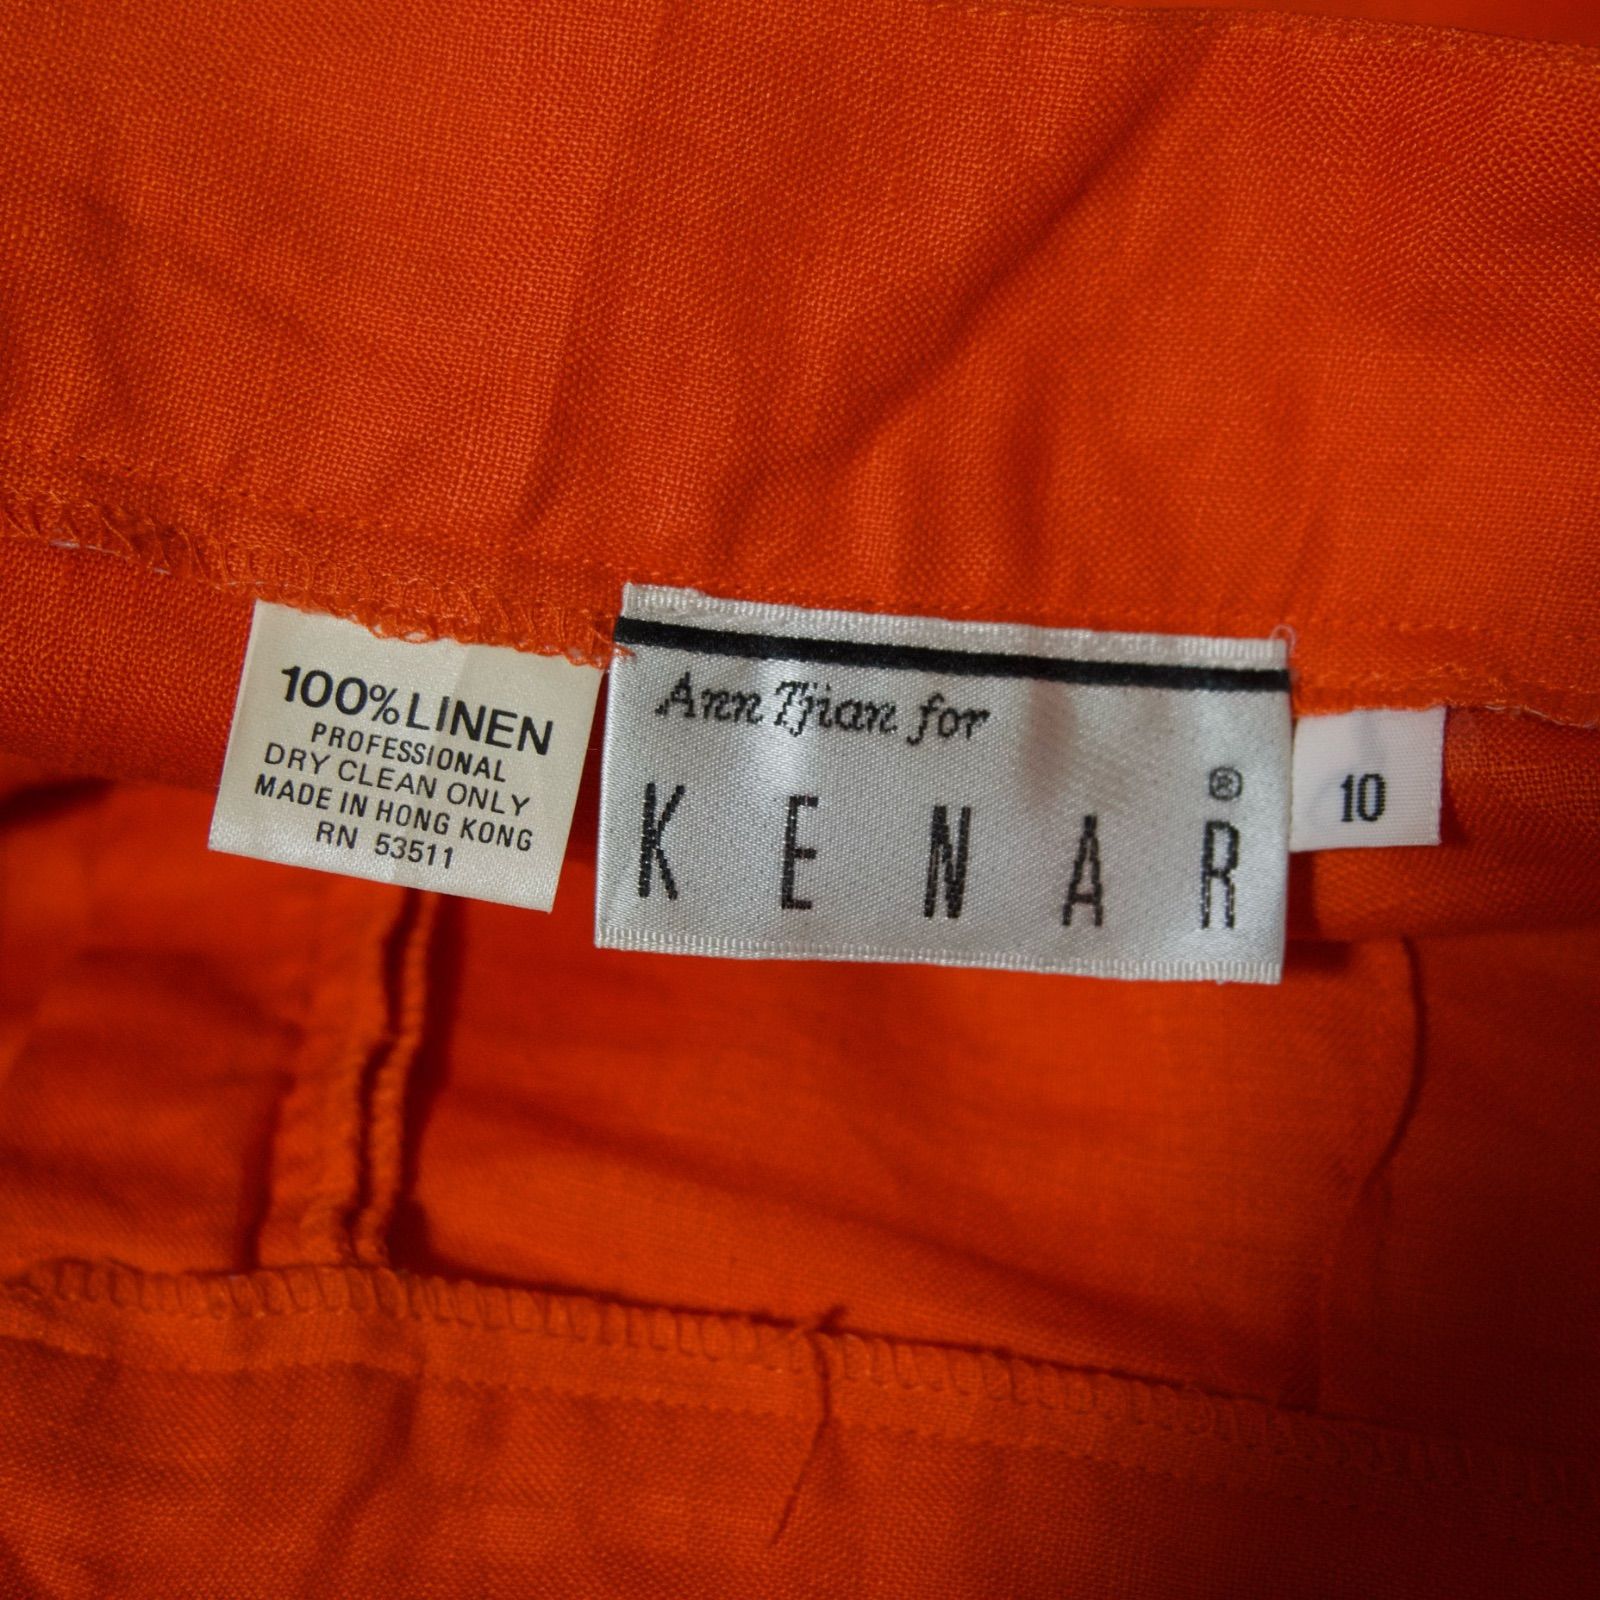 100% LINEN
PROFESSIONAL
DRY CLEAN ONLY
MADE IN HONG KONG
RN 53511
Ann Tjian for
KENAR®
10